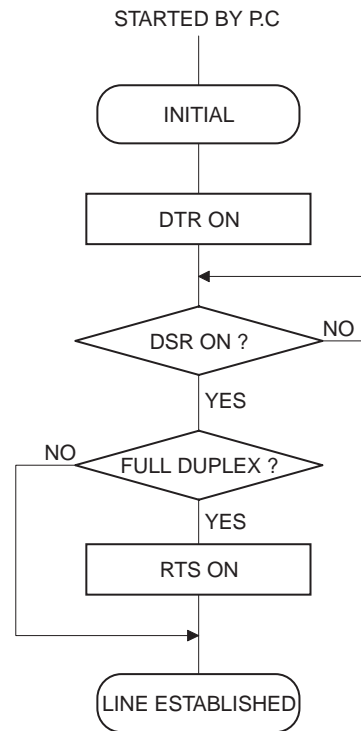 STARTED BY P.C
INITIAL
DTR ON
DSR ON ?
NO
YES
NO
FULL DUPLEX ?
YES
RTS ON
LINE ESTABLISHED